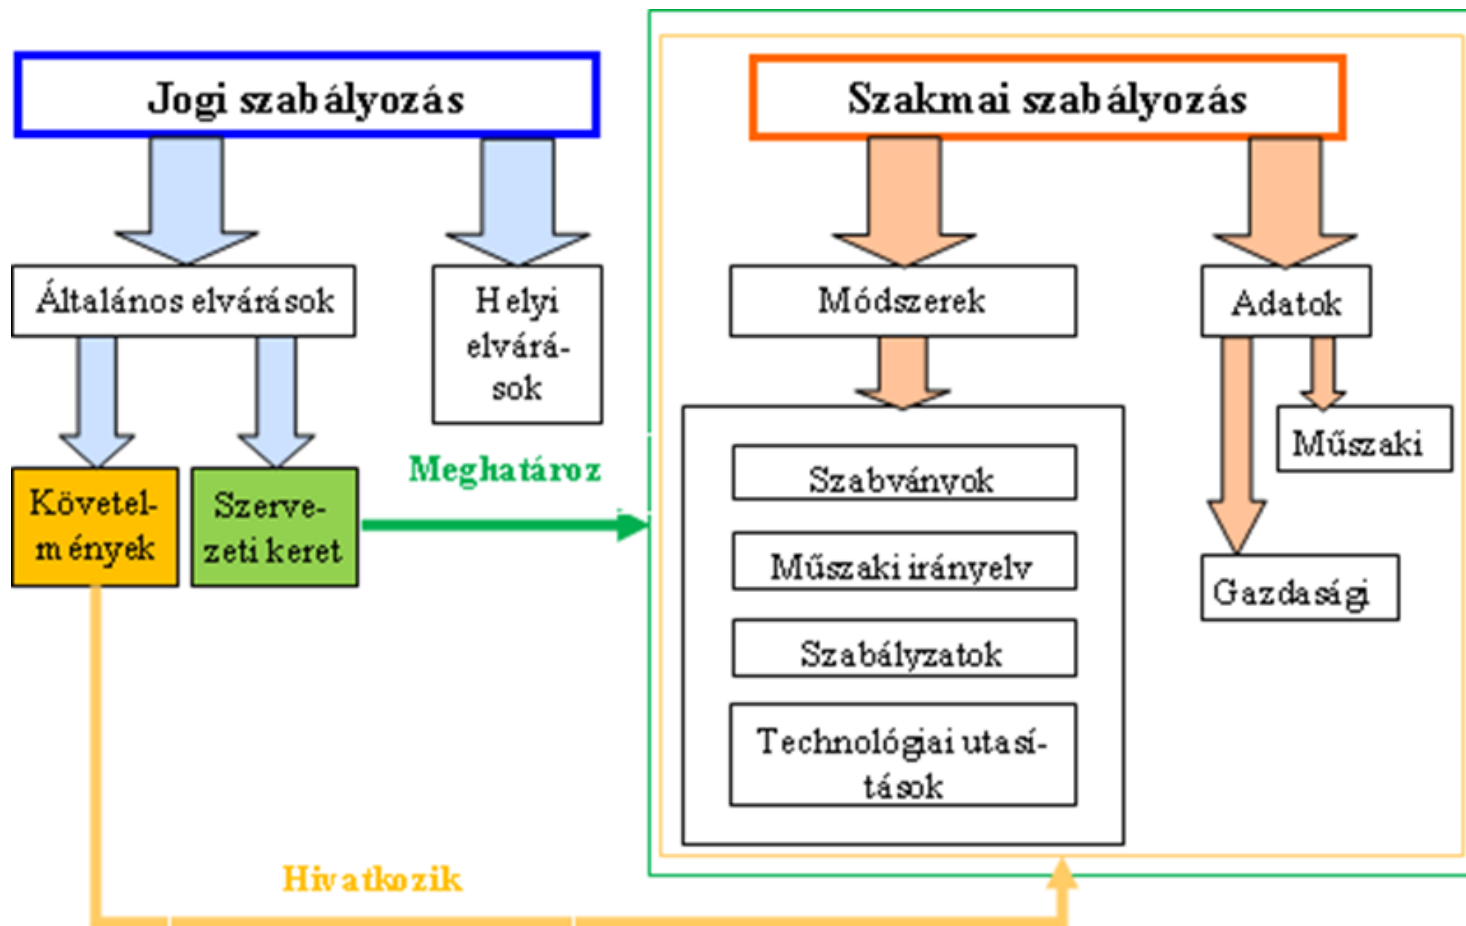 Jogi szabályozás
Szakmai szabályozás
Általános elvárások
Helyi
elvárá-
sok
Módszerek
Adatok
Műszaki
Gazdasági
Követel-
mények
Szerve-
zeti keret
Meghatároz
Szabványok
Műszaki irányelv
Szabályzatok
Technológiai utasí-
tások
Hivatkozik